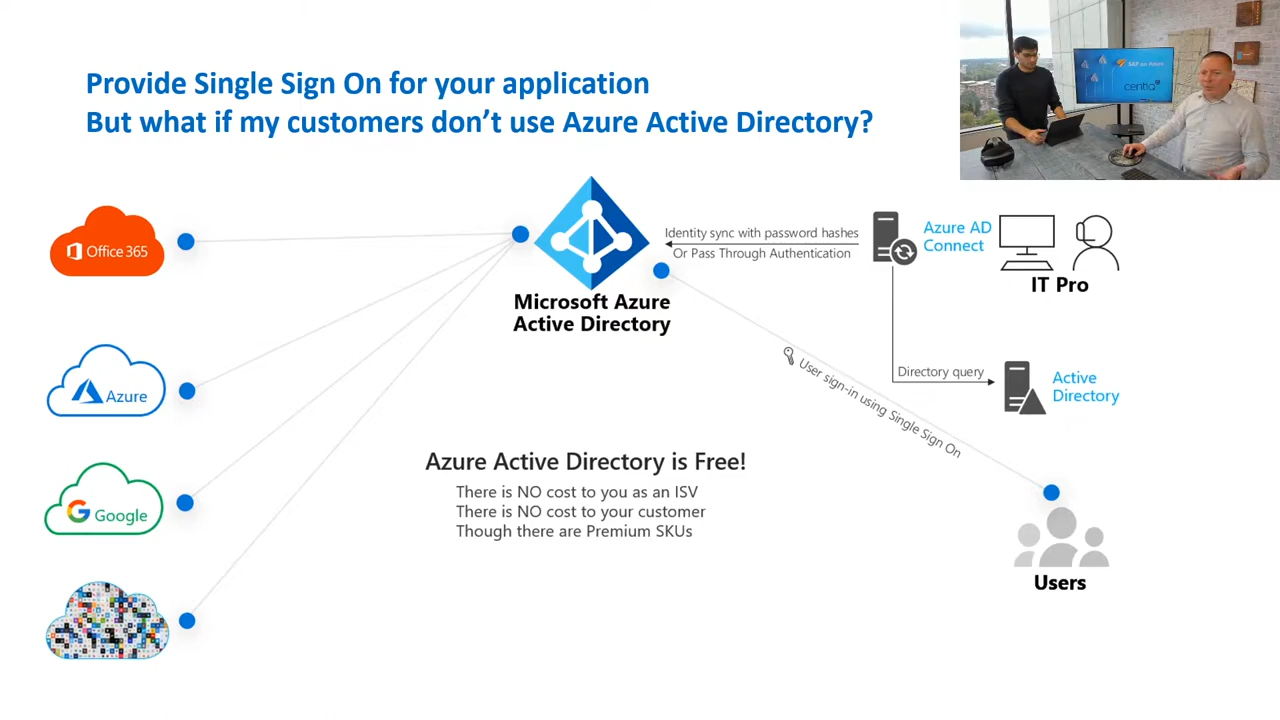 Provide Single Sign On for your application
But what if my customers don't use Azure Active Directory?
SAP on Azure
centiq
Office 365
Microsoft Azure
Active Directory
Identity sync with password hashes
Or Pass Through Authentication
Azure AD
Connect
IT Pro
Directory query
Active
Directory
User sign-in using Single Sign On
Azure
Google
Azure Active Directory is Free!
There is NO cost to you as an ISV
There is NO cost to your customer
Though there are Premium SKUs
Users